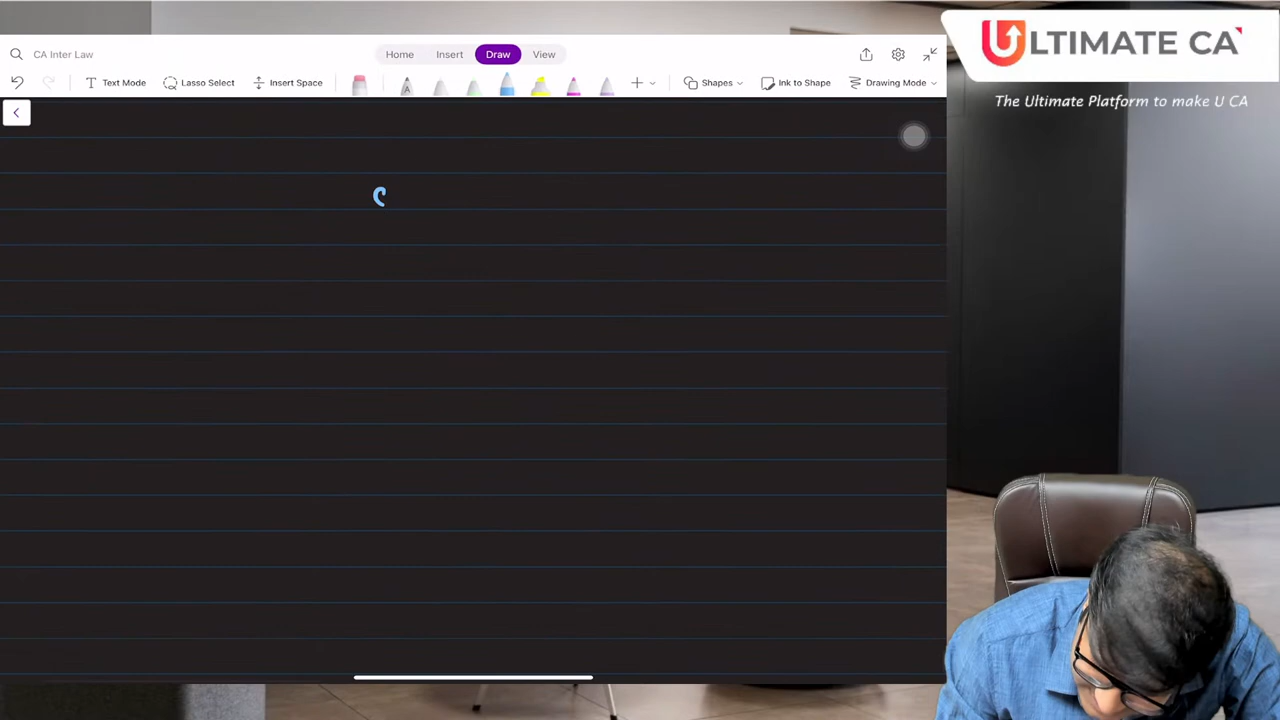 CA Inter Law
Home Insert Draw View
Text Mode Lasso Select Insert Space Shapes Ink to Shape Drawing Mode
C
ULTIMATE CA
The Ultimate Platform to make U CA